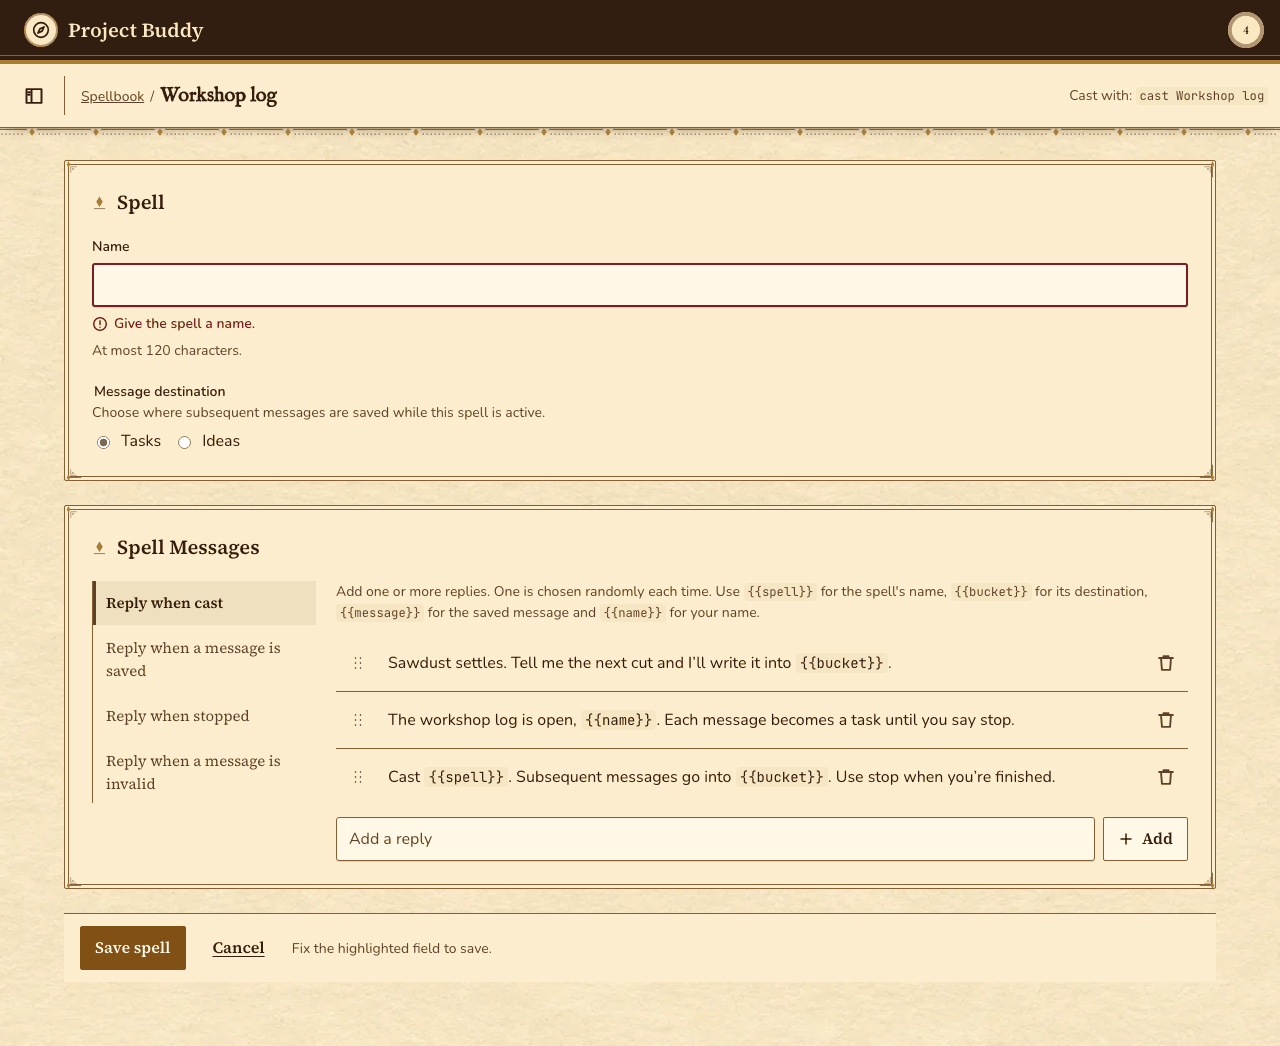 Project Buddy
4
Spellbook / Workshop log
Cast with: cast Workshop log
Spell
Name
Give the spell a name.
At most 120 characters.
Message destination
Choose where subsequent messages are saved while this spell is active.
Tasks
Ideas
Spell Messages
Reply when cast
Reply when a message is
saved
Reply when stopped
Reply when a message is
invalid
Add one or more replies. One is chosen randomly each time. Use {{spell}} for the spell's name, {{bucket}} for its destination,
{{message}} for the saved message and {{name}} for your name.
Sawdust settles. Tell me the next cut and I’ll write it into {{bucket}}.
The workshop log is open, {{name}}. Each message becomes a task until you say stop.
Cast {{spell}}. Subsequent messages go into {{bucket}}. Use stop when you’re finished.
Add a reply
Add
Save spell
Cancel
Fix the highlighted field to save.